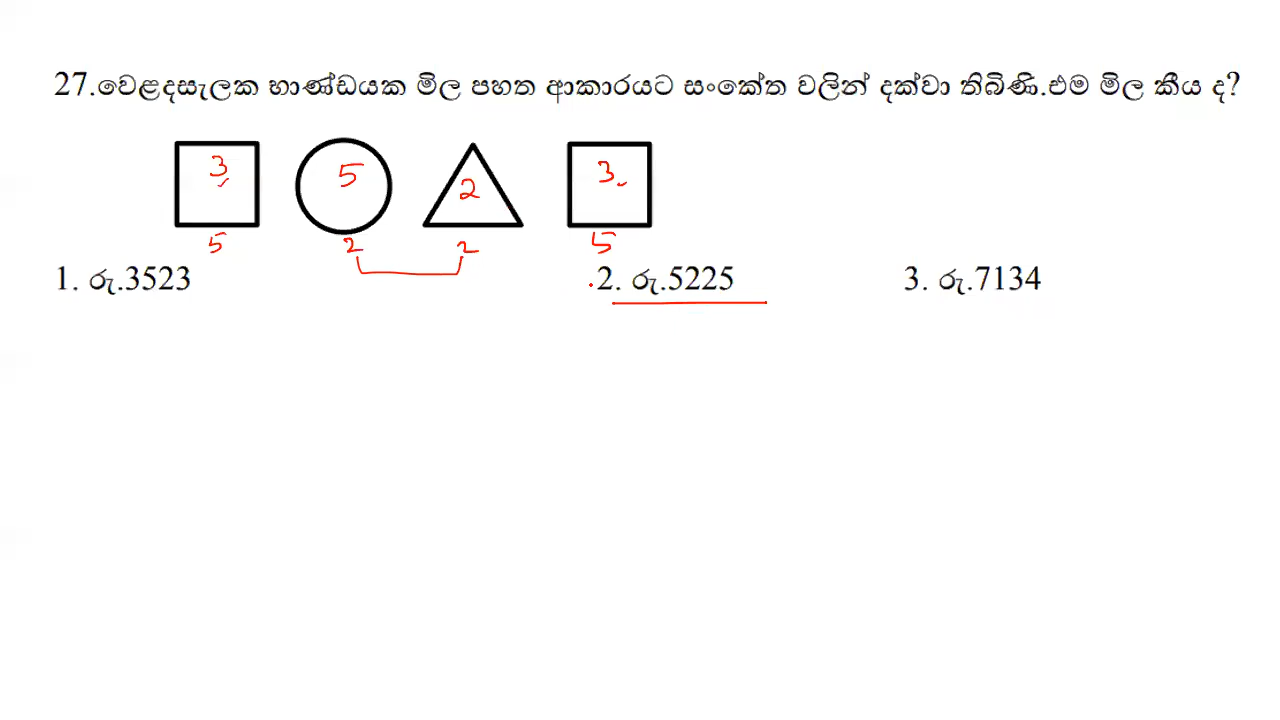 27.වෙළදසැලක භාණ්ඩයක මිල පහත ආකාරයට සංකේත වලින් දක්වා තිබිණි.එම මිල කීය ද?
3 5 2 3
5 2 2 5
1. රු.3523 2. රු.5225 3. රු.7134